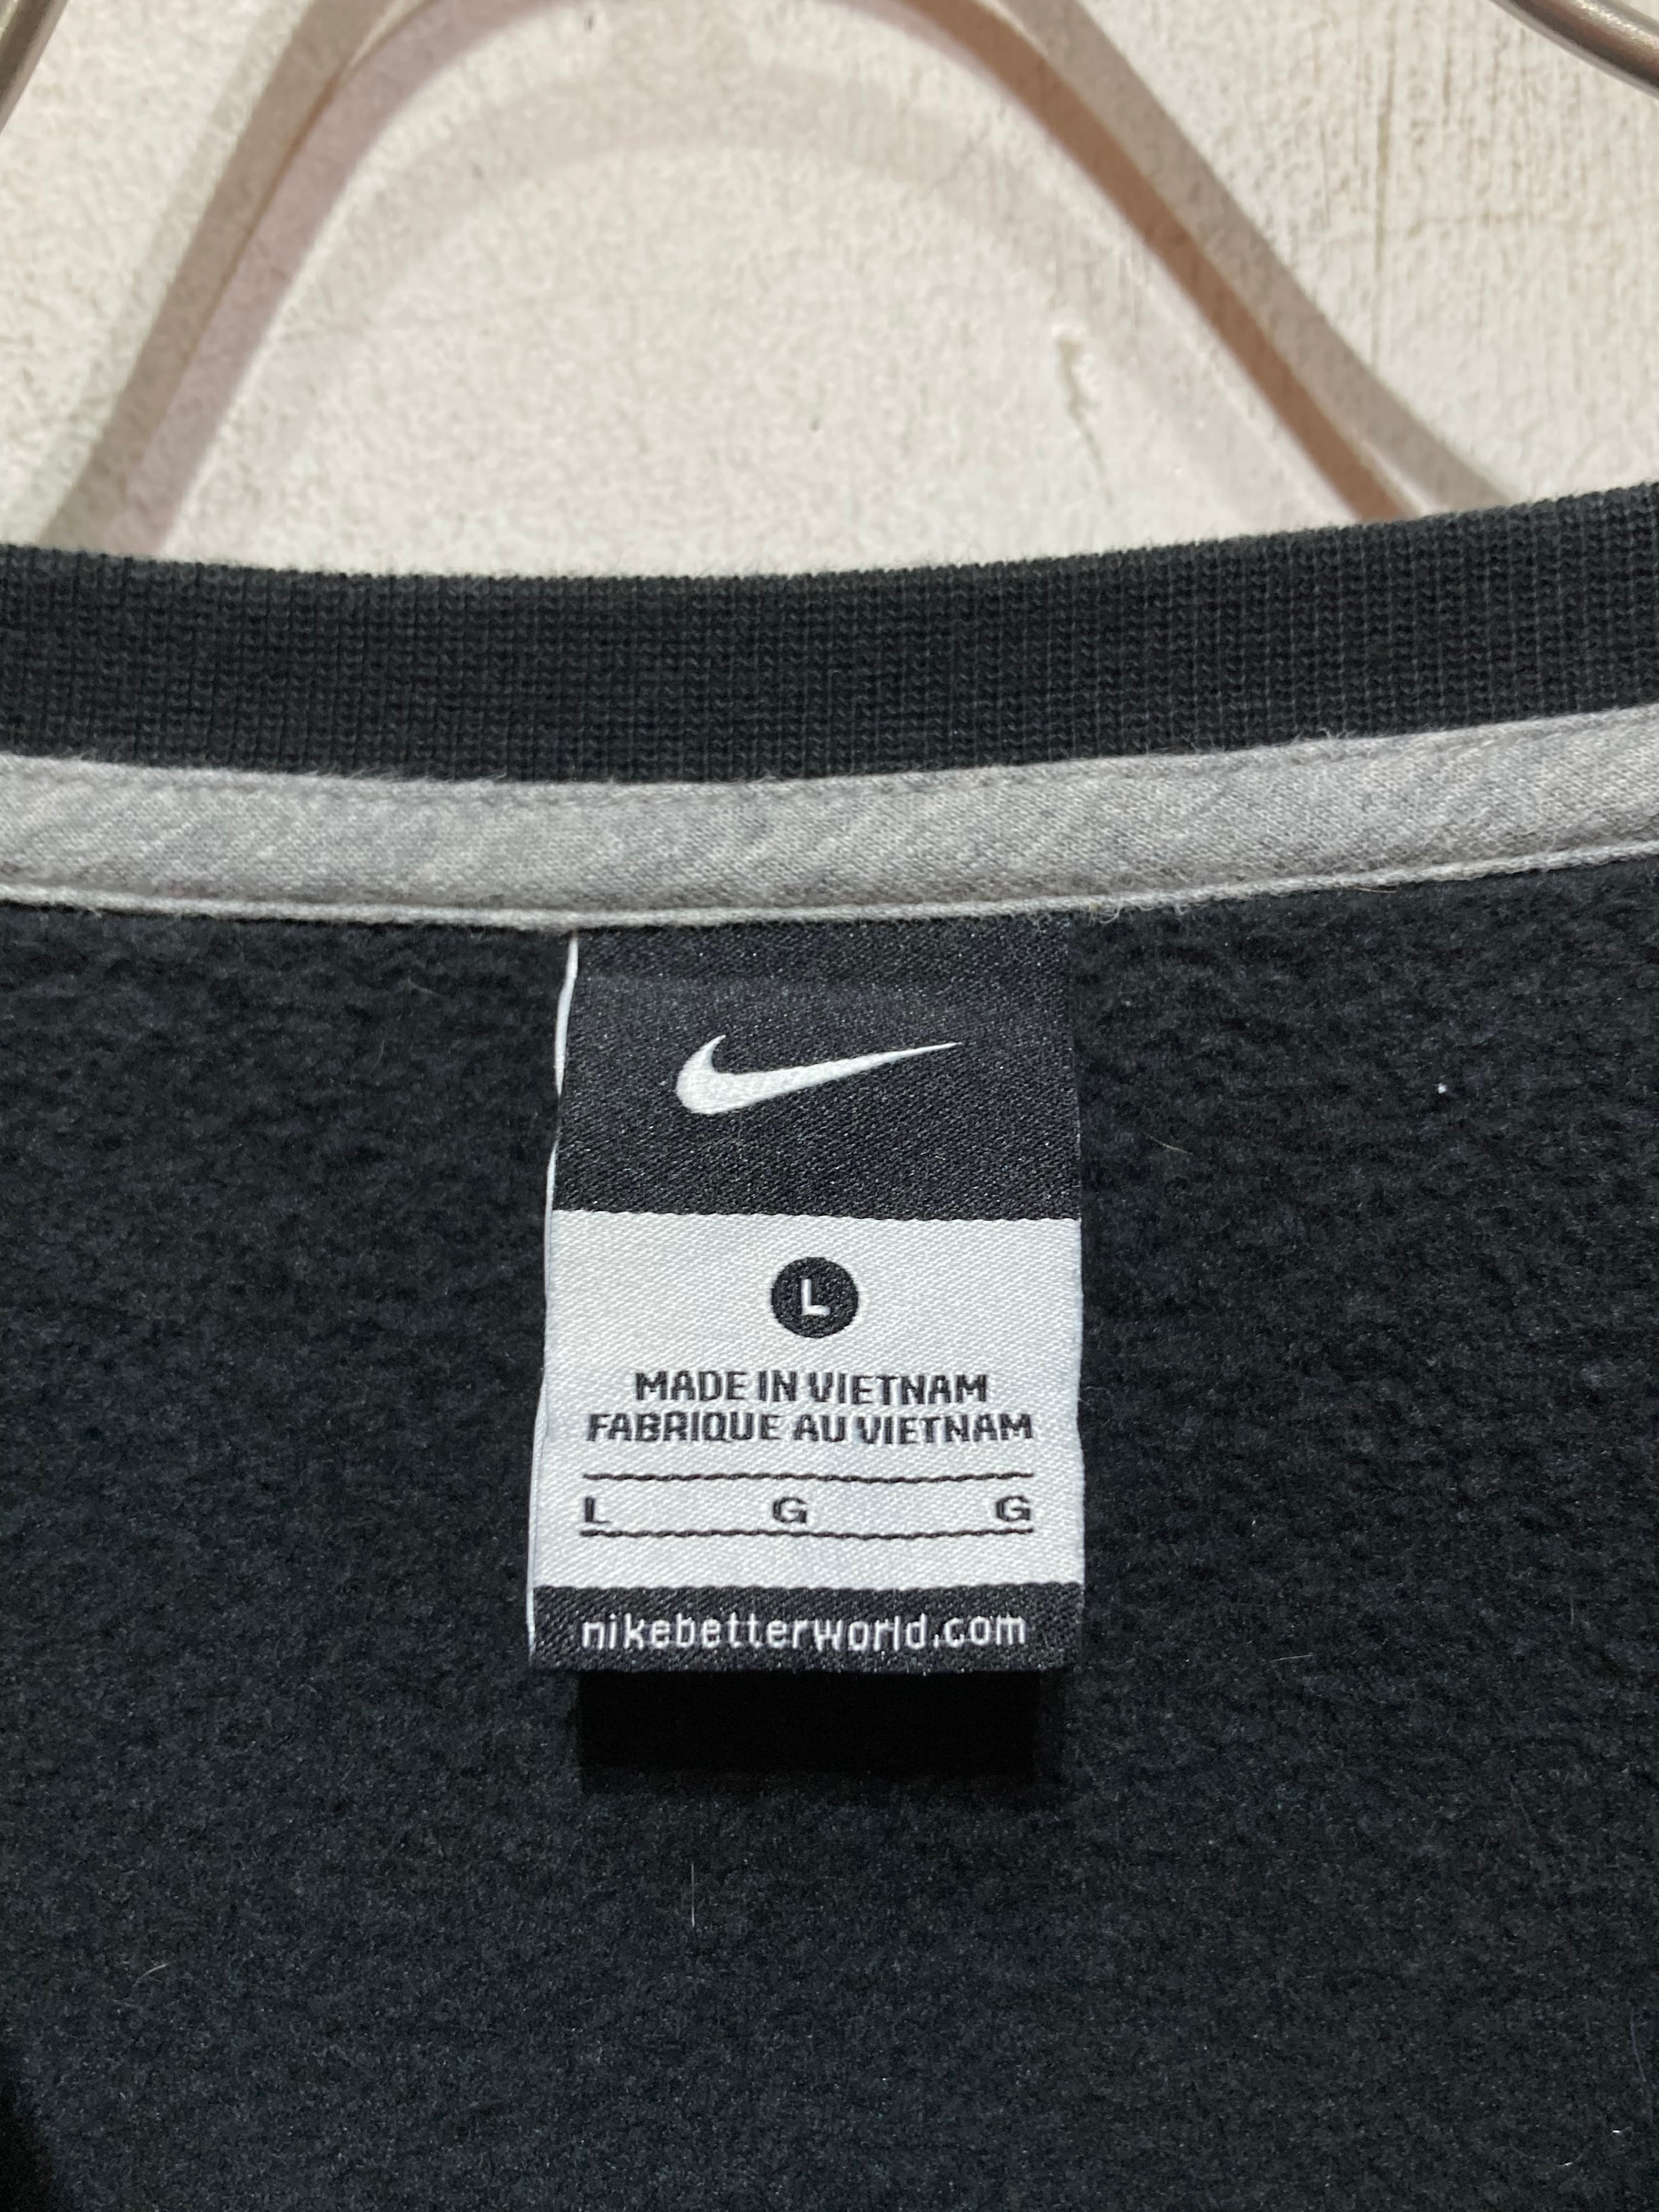 L
MADE IN VIETNAM
FABRIQUE AU VIETNAM
L G G
nikebetterworld.com